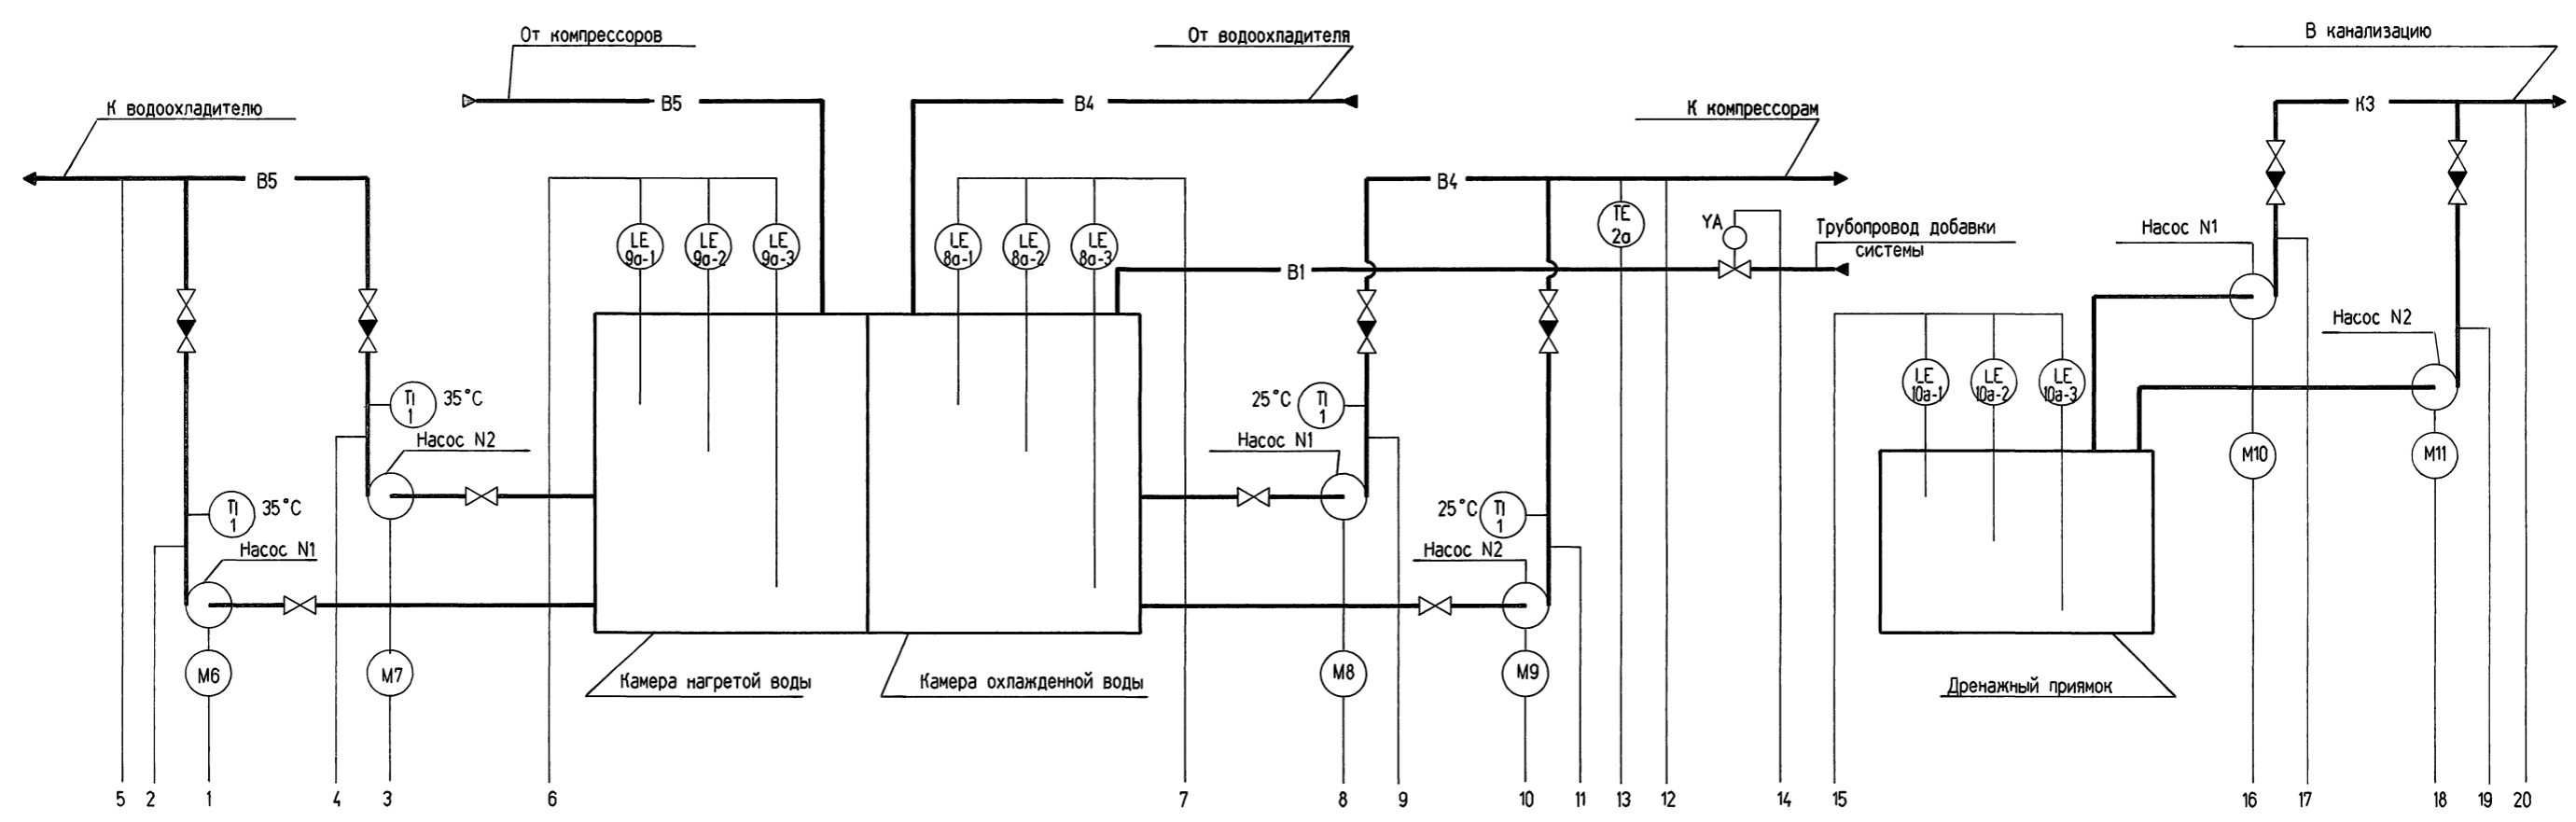 От компрессоров
От водоохладителя
В канализацию
К водоохладителю
В5
В4
К компрессорам
К3
В5
В4
TE
2а
YA
Трубопровод добавки
системы
Насос N1
LE
9а-1
LE
9а-2
LE
9а-3
LE
8а-1
LE
8а-2
LE
8а-3
В1
Насос N2
TI
1
35°C
25°C
TI
1
LE
10а-1
LE
10а-2
LE
10а-3
Насос N2
Насос N1
М10
М11
TI
1
35°C
25°C
TI
1
Насос N1
Насос N2
М6
М7
Камера нагретой воды
Камера охлажденной воды
М8
М9
Дренажный приямок
5
2
1
4
3
6
7
8
9
10
11
13
12
14
15
16
17
18
19
20